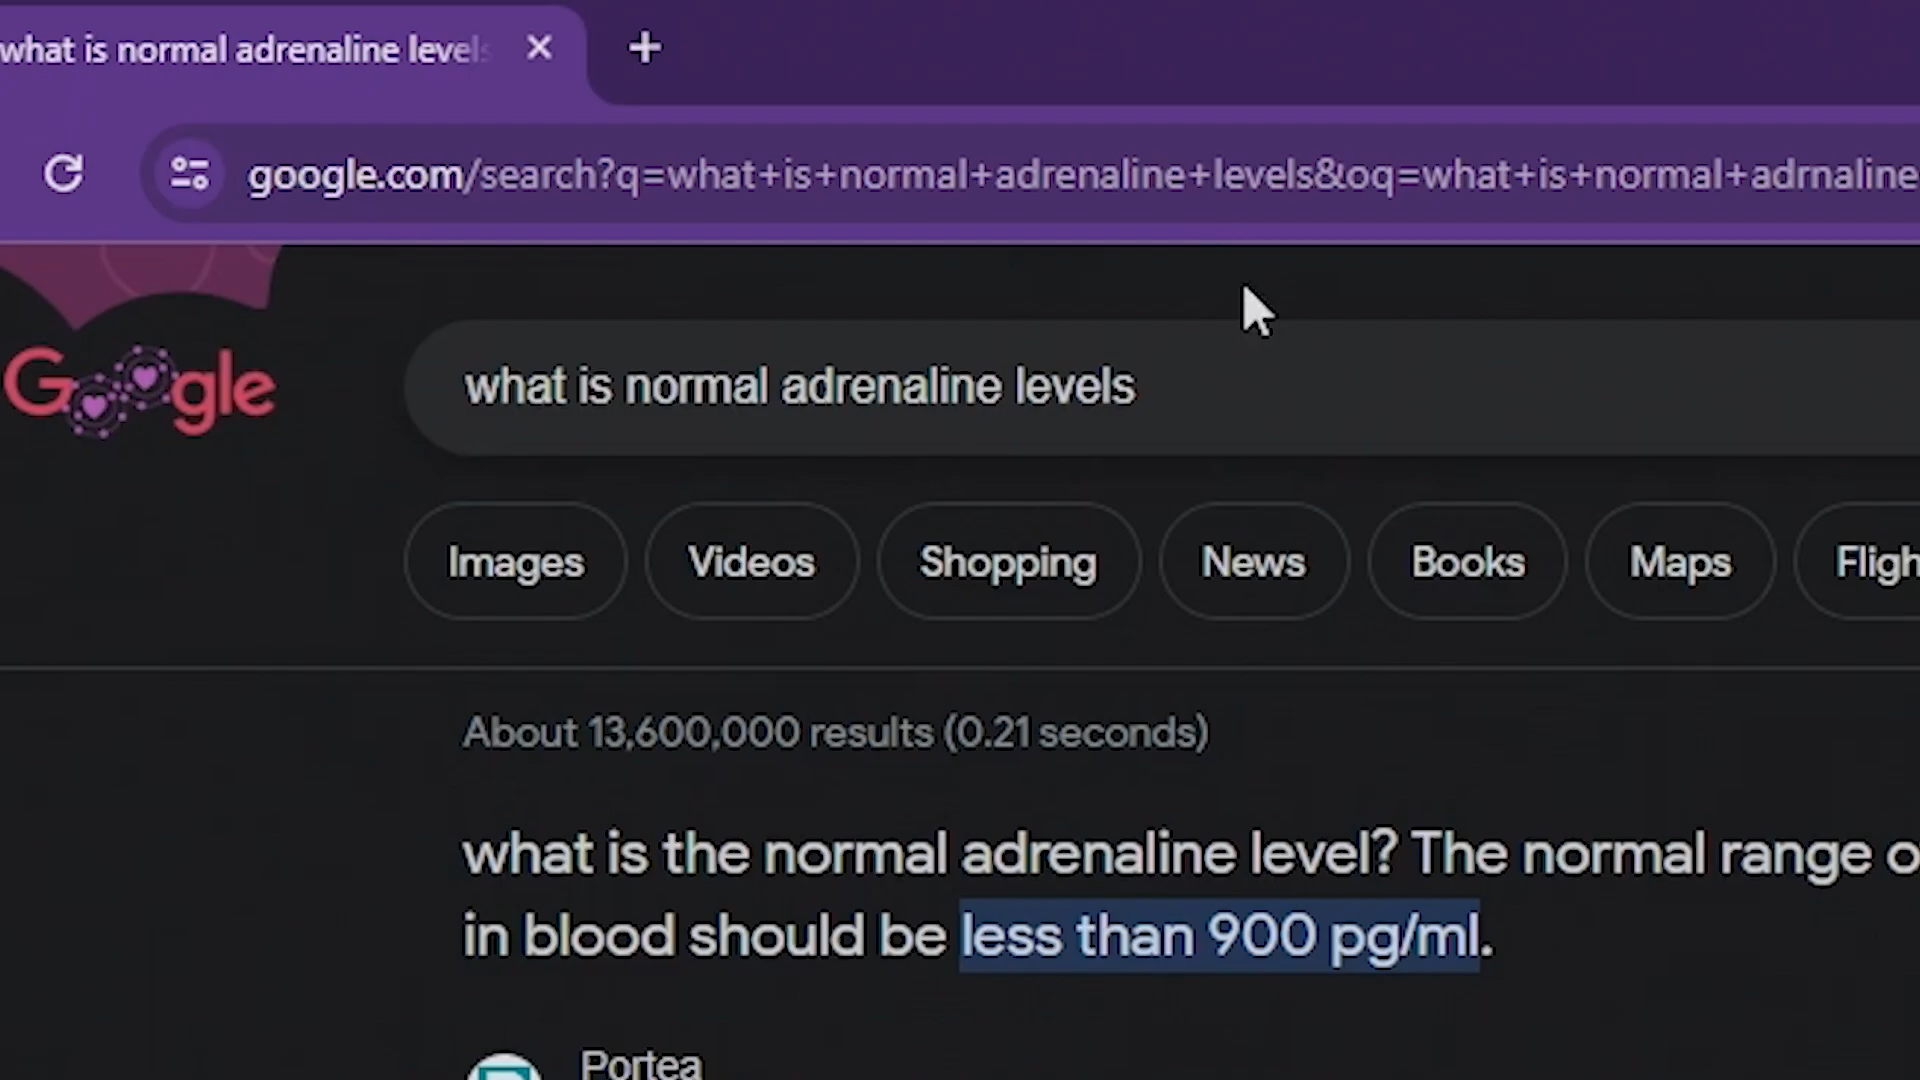 what is normal adrenaline levels
google.com/search?q=what+is+normal+adrenaline+levels&oq=what+is+normal+adrnaline
Google
what is normal adrenaline levels
Images Videos Shopping News Books Maps Fligh
About 13,600,000 results (0.21 seconds)
what is the normal adrenaline level? The normal range o
in blood should be less than 900 pg/ml.
Portea